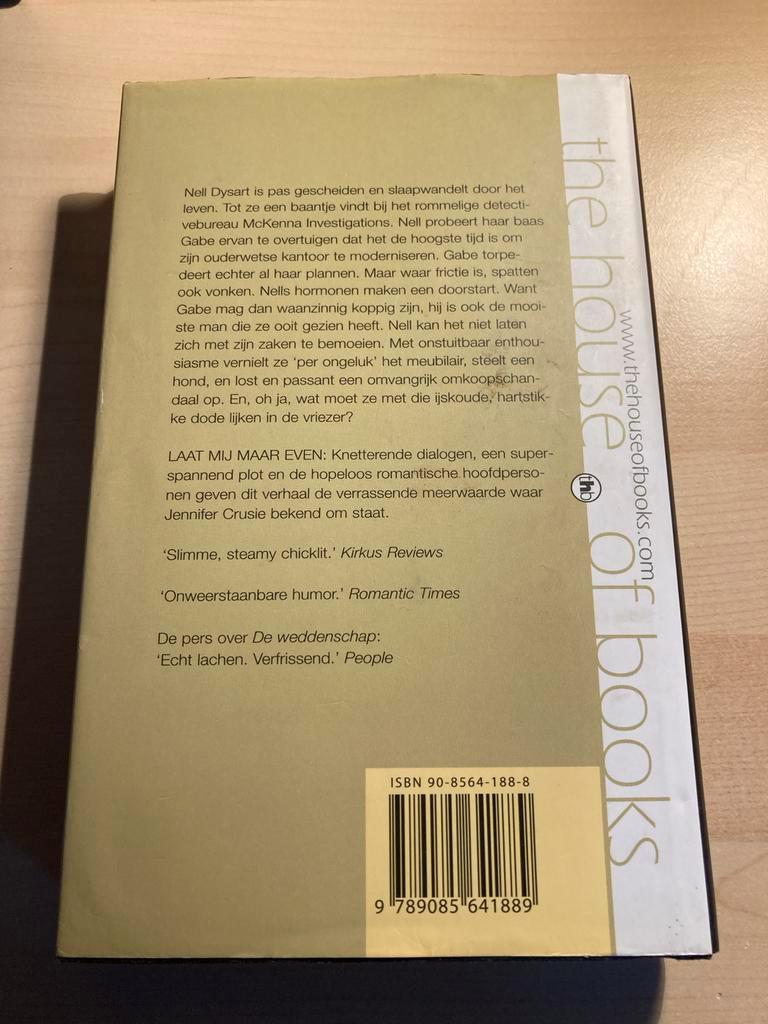 Nell Dysart is pas gescheiden en slaapwandelt door het
leven. Tot ze een baantje vindt bij het rommelige detecti-
vebureau McKenna Investigations. Nell probeert haar baas
Gabe ervan te overtuigen dat het de hoogste tijd is om
zijn ouderwetse kantoor te moderniseren. Gabe torpe-
deert echter al haar plannen. Maar waar frictie is, spatten
ook vonken. Nells hormonen maken een doorstart. Want
Gabe mag dan waanzinnig koppig zijn, hij is ook de mooi-
ste man die ze ooit gezien heeft. Nell kan het niet laten
zich met zijn zaken te bemoeien. Met onstuitbaar enthou-
siasme vernielt ze ‘per ongeluk’ het meubilair, steelt een
hond, en lost en passant een omvangrijk omkoopschan-
daal op. En, oh ja, wat moet ze met die ijskoude, hartstik-
ke dode lijken in de vriezer?
LAAT MIJ MAAR EVEN: Knetterende dialogen, een super-
spannend plot en de hopeloos romantische hoofdperso-
nen geven dit verhaal de verrassende meerwaarde waar
Jennifer Crusie bekend om staat.
‘Slimme, steamy chicklit.’ Kirkus Reviews
‘Onweerstaanbare humor.’ Romantic Times
De pers over De weddenschap:
‘Echt lachen. Verfrissend.’ People
the house of books
www.thehouseofbooks.com
thb
ISBN 90-8564-188-8
9 789085 641889